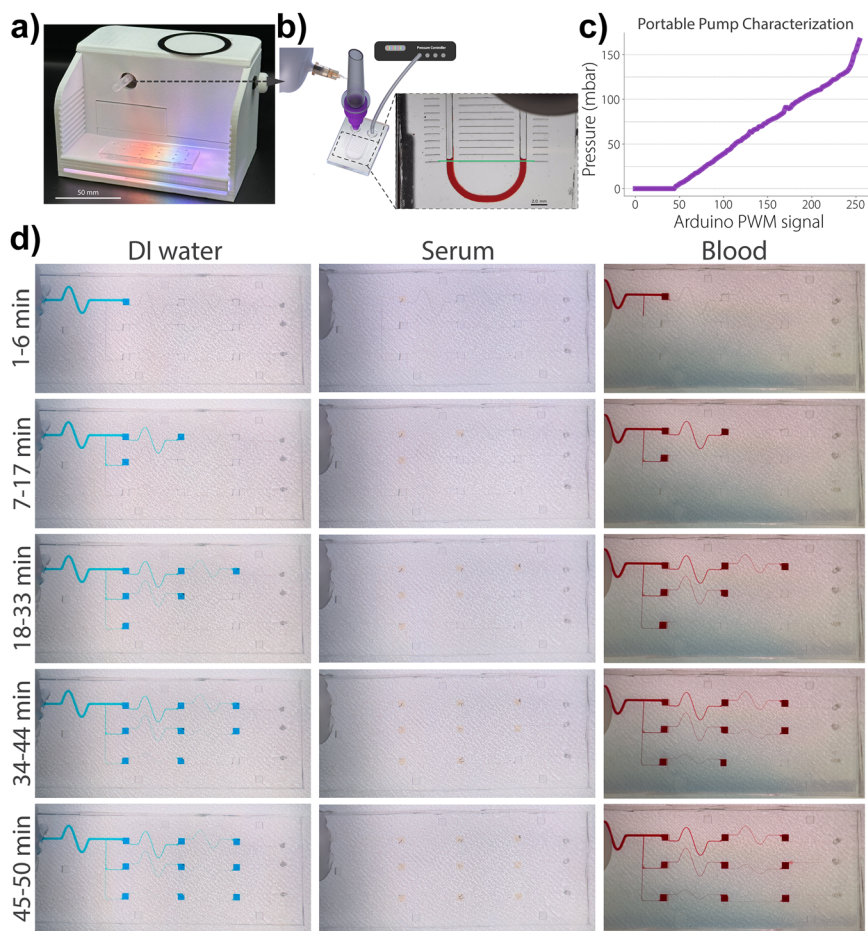 a)
50 mm
b)
Pressure Controller
2.0 mm
c)
Portable Pump Characterization
Pressure (mbar)
150
100
50
0
0 50 100 150 200 250
Arduino PWM signal
d)
DI water Serum Blood
1-6 min
7-17 min
18-33 min
34-44 min
45-50 min